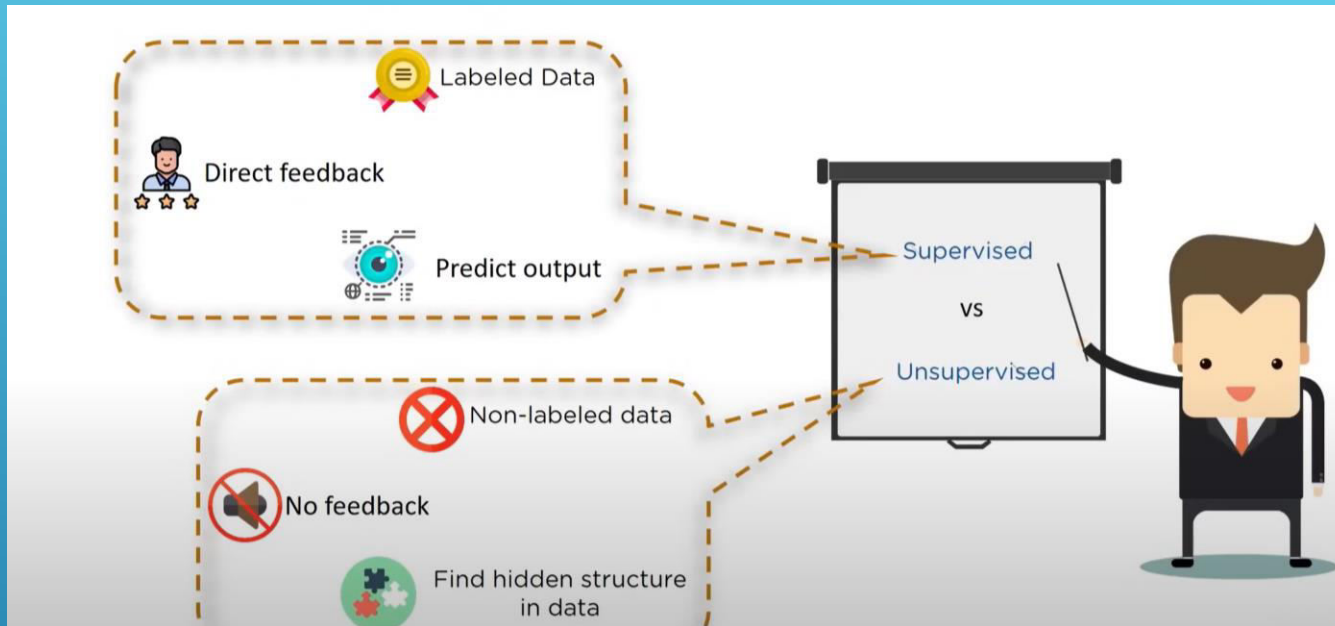 Labeled Data
Direct feedback
Predict output
Supervised
vs
Unsupervised
Non-labeled data
No feedback
Find hidden structure
in data